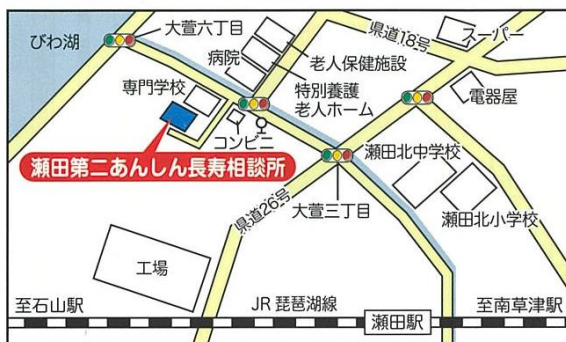 びわ湖
大萱六丁目
病院
老人保健施設
特別養護
老人ホーム
県道18号
スーパー
電器屋
専門学校
コンビニ
瀬田第二あんしん長寿相談所
大萱三丁目
瀬田北中学校
瀬田北小学校
県道26号
工場
至石山駅
JR 琵琶湖線
瀬田駅
至南草津駅